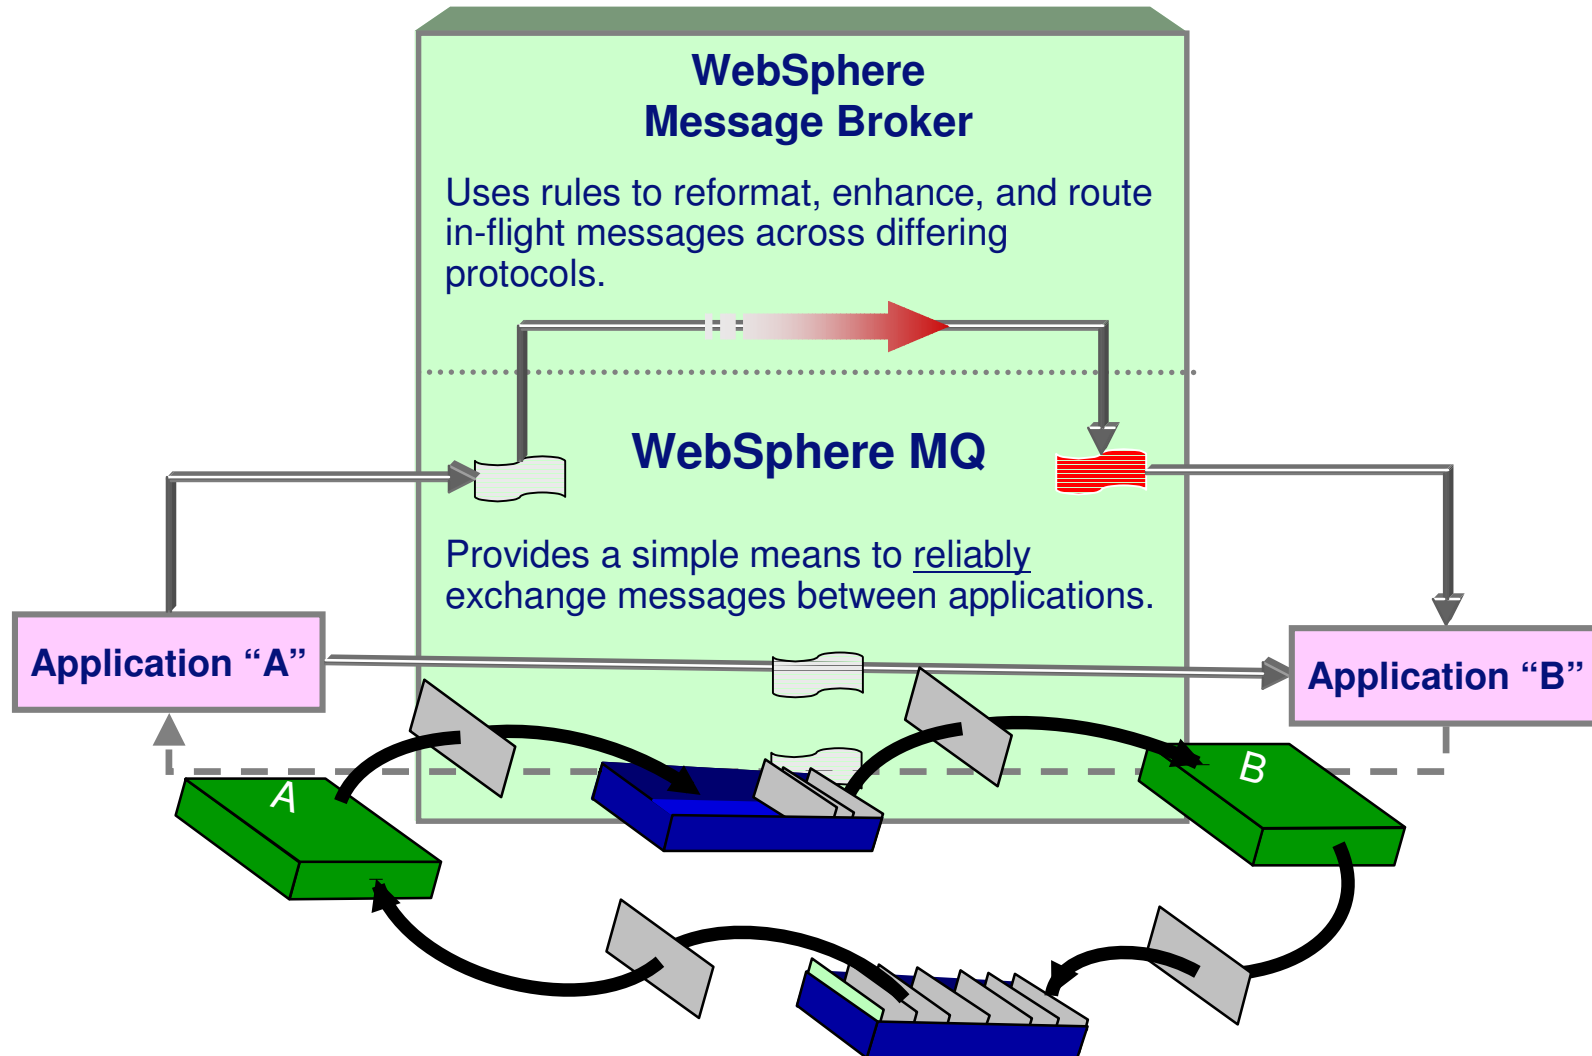 WebSphere
Message Broker
Uses rules to reformat, enhance, and route
in-flight messages across differing
protocols.
WebSphere MQ
Provides a simple means to reliably
exchange messages between applications.
Application “A”
Application “B”
A
B